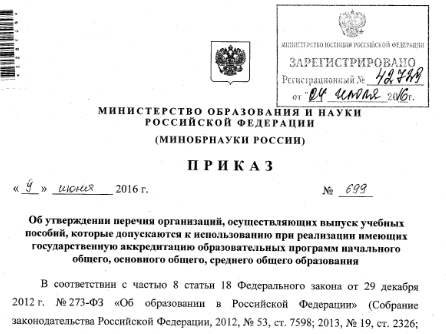 МИНИСТЕРСТВО ЮСТИЦИИ РОССИЙСКОЙ ФЕДЕРАЦИИ
ЗАРЕГИСТРИРОВАНО
Регистрационный № 42729
от "04 июля 2016г.
МИНИСТЕРСТВО ОБРАЗОВАНИЯ И НАУКИ
РОССИЙСКОЙ ФЕДЕРАЦИИ
(МИНОБРНАУКИ РОССИИ)
ПРИКАЗ
« 9 » июня 2016 г. № 699
Об утверждении перечня организаций, осуществляющих выпуск учебных
пособий, которые допускаются к использованию при реализации имеющих
государственную аккредитацию образовательных программ начального
общего, основного общего, среднего общего образования
В соответствии с частью 8 статьи 18 Федерального закона от 29 декабря
2012 г. № 273-ФЗ «Об образовании в Российской Федерации» (Собрание
законодательства Российской Федерации, 2012, № 53, ст. 7598; 2013, № 19, ст. 2326;